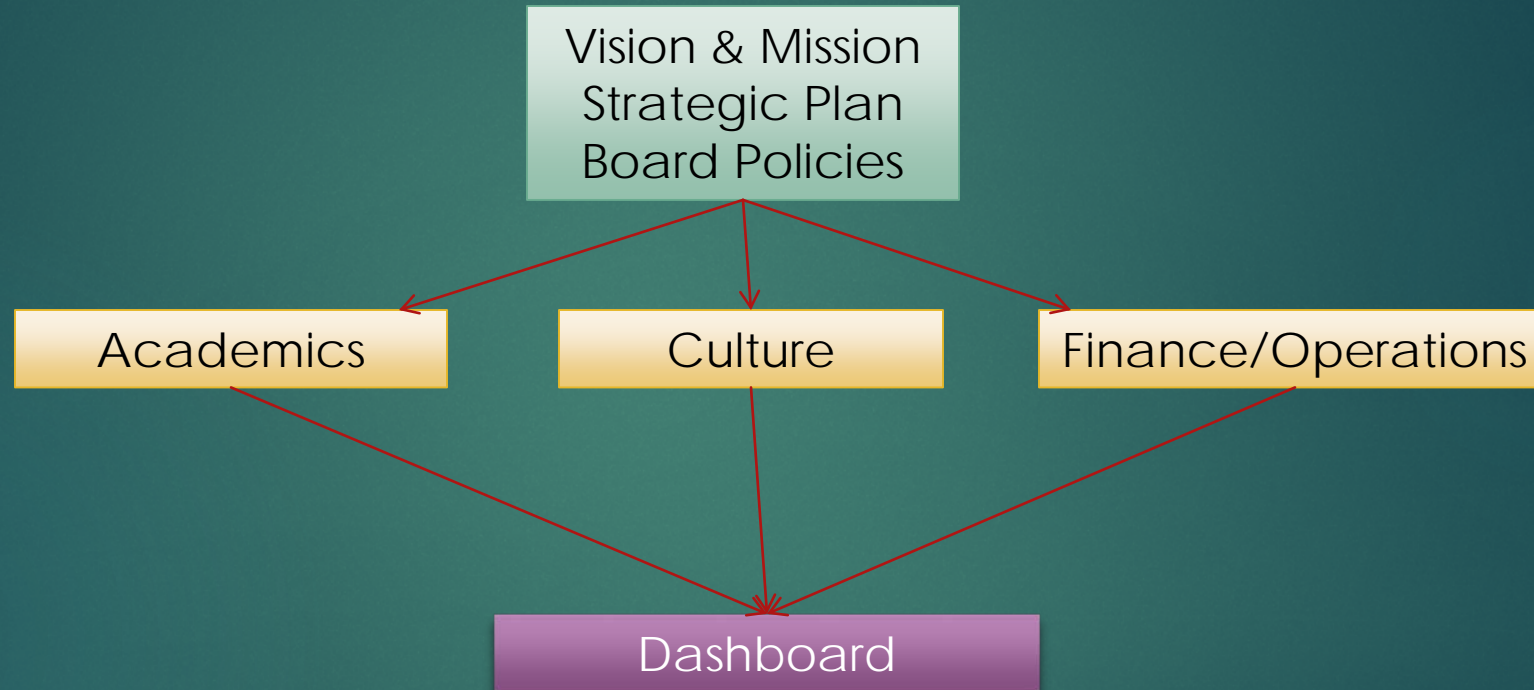 Vision & Mission
Strategic Plan
Board Policies
Academics
Culture
Finance/Operations
Dashboard